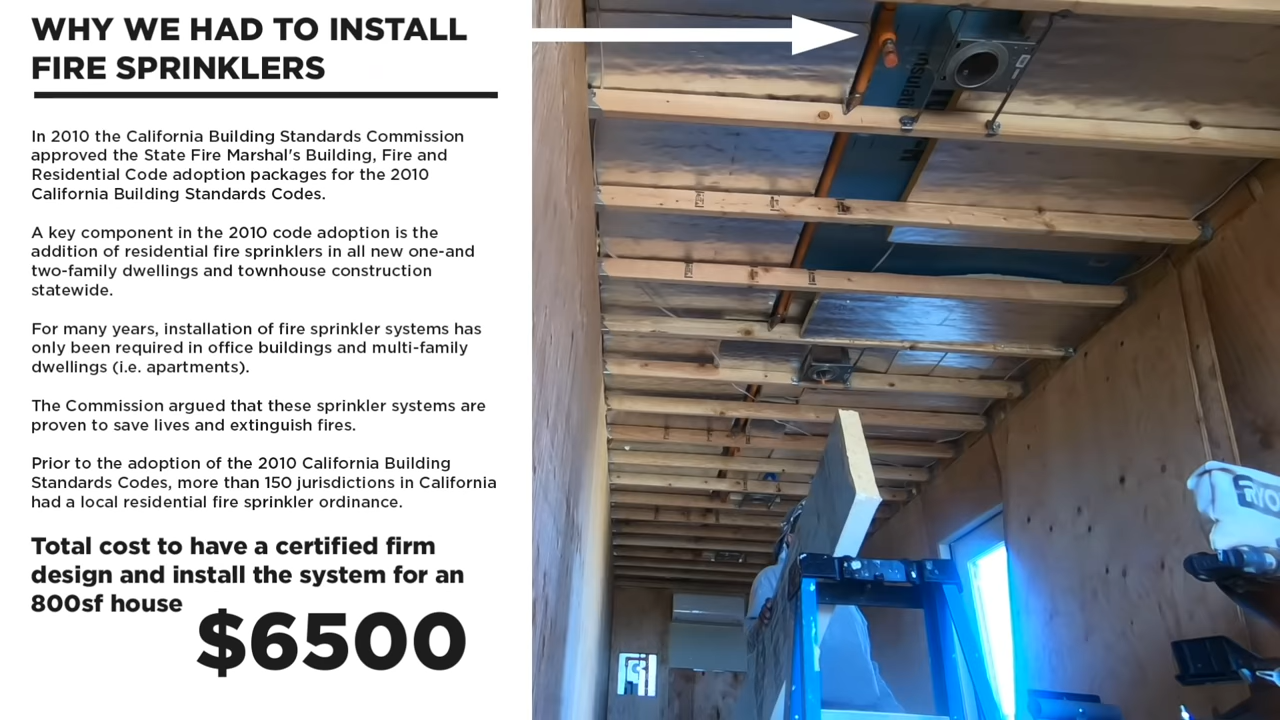 WHY WE HAD TO INSTALL
FIRE SPRINKLERS
In 2010 the California Building Standards Commission
approved the State Fire Marshal's Building, Fire and
Residential Code adoption packages for the 2010
California Building Standards Codes.
A key component in the 2010 code adoption is the
addition of residential fire sprinklers in all new one-and
two-family dwellings and townhouse construction
statewide.
For many years, installation of fire sprinkler systems has
only been required in office buildings and multi-family
dwellings (i.e. apartments).
The Commission argued that these sprinkler systems are
proven to save lives and extinguish fires.
Prior to the adoption of the 2010 California Building
Standards Codes, more than 150 jurisdictions in California
had a local residential fire sprinkler ordinance.
Total cost to have a certified firm
design and install the system for an
800sf house
$6500